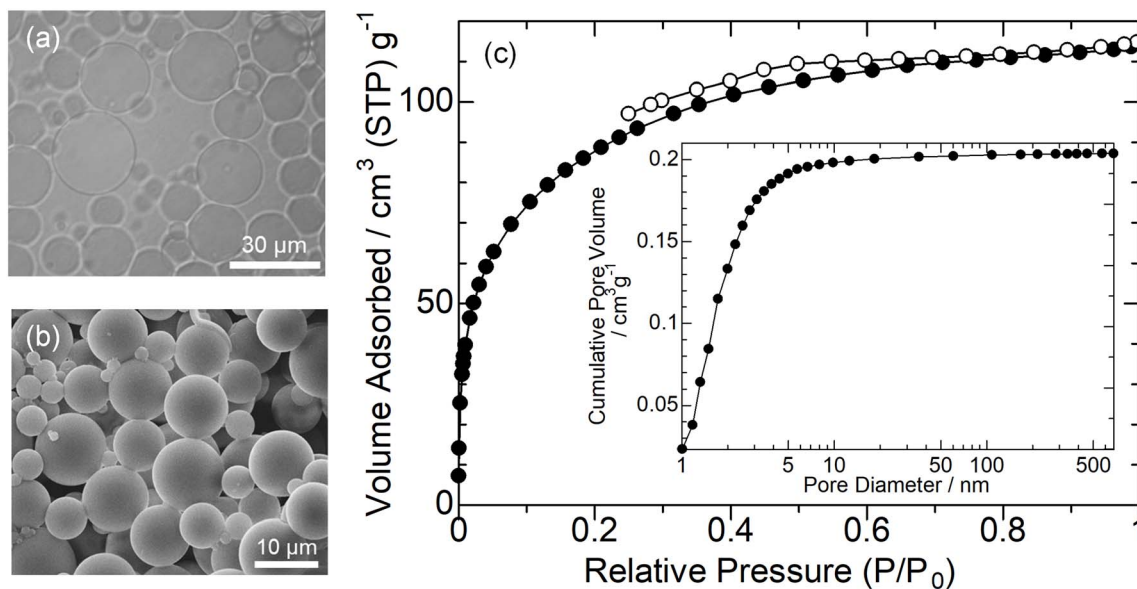 (a)
30 μm
(b)
10 μm
(c)
Volume Adsorbed / cm³ (STP) g⁻¹
100
50
0
0
0.2
0.4
0.6
0.8
1
Relative Pressure (P/P₀)
Cumulative Pore Volume
/ cm³g⁻¹
0.2
0.15
0.1
0.05
1
5
10
50
100
500
Pore Diameter / nm